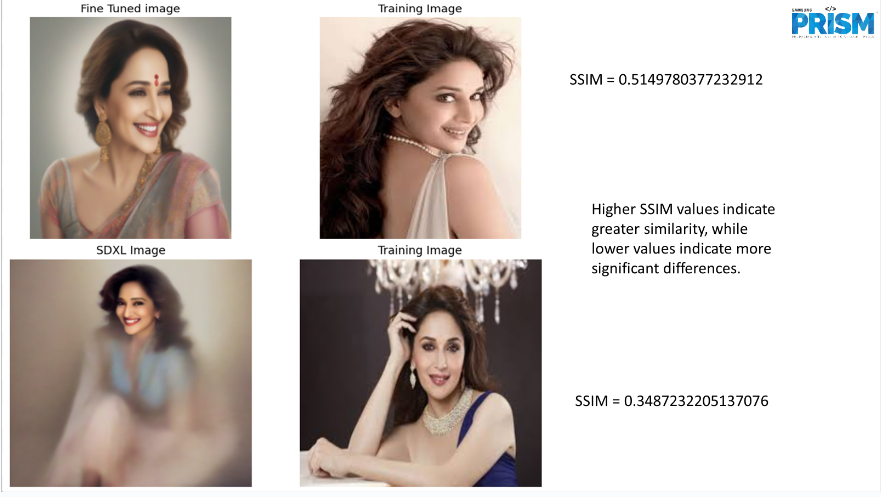 Fine Tuned image
Training Image
SAMSUNG
PRISM
SSIM = 0.5149780377232912
Higher SSIM values indicate
greater similarity, while
lower values indicate more
significant differences.
SDXL Image
Training Image
SSIM = 0.3487232205137076